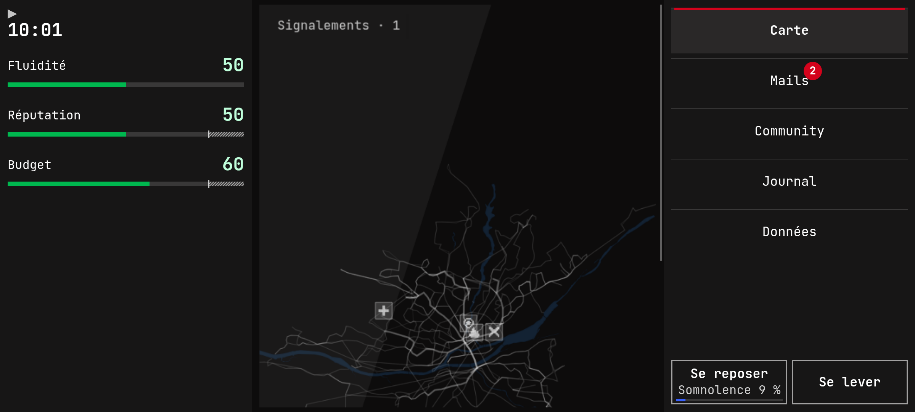 10:01
Fluidité 50
Réputation 50
Budget 60
Signalements · 1
Carte
Mails 2
Community
Journal
Données
Se reposer
Somnolence 9 %
Se lever